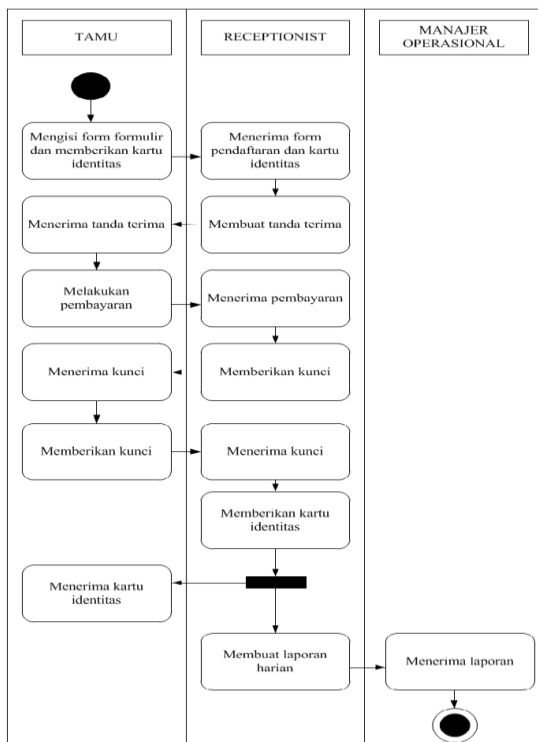 TAMU
RECEPTIONIST
MANAJER
OPERASIONAL
Mengisi form formulir
dan memberikan kartu
identitas
Menerima form
pendaftaran dan kartu
identitas
Menerima tanda terima
Membuat tanda terima
Melakukan
pembayaran
Menerima pembayaran
Menerima kunci
Memberikan kunci
Memberikan kunci
Menerima kunci
Memberikan kartu
identitas
Menerima kartu
identitas
Membuat laporan
harian
Menerima laporan